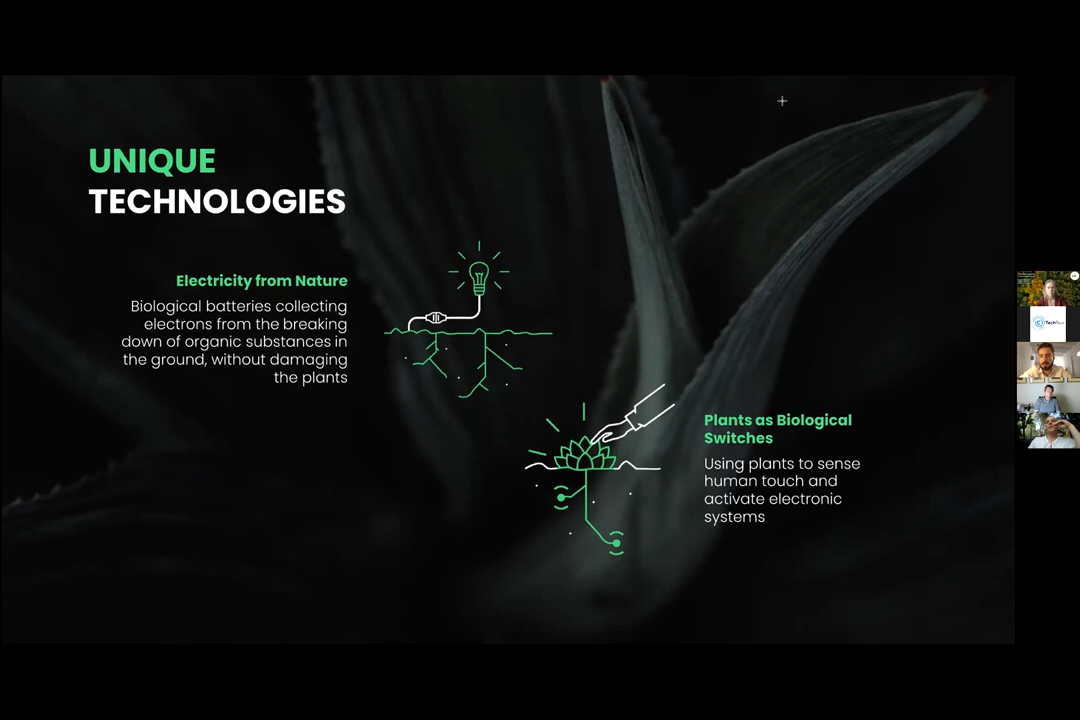 UNIQUE
TECHNOLOGIES
Electricity from Nature
Biological batteries collecting
electrons from the breaking
down of organic substances in
the ground, without damaging
the plants
Plants as Biological
Switches
Using plants to sense
human touch and
activate electronic
systems
TechTour